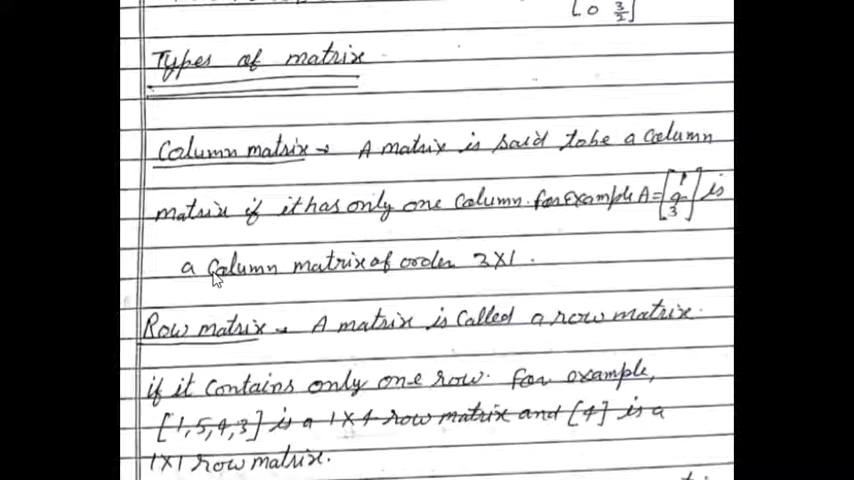 [0 3/2]
Types of matrix
Column matrix → A matrix is said to be a column
matrix if it has only one column. for example A = [1 2 3] is
a column matrix of order 3×1.
Row matrix → A matrix is called a row matrix.
if it contains only one row. For example,
[1,5,4,3] is a 1×4 row matrix and [4] is a
1×1 row matrix.